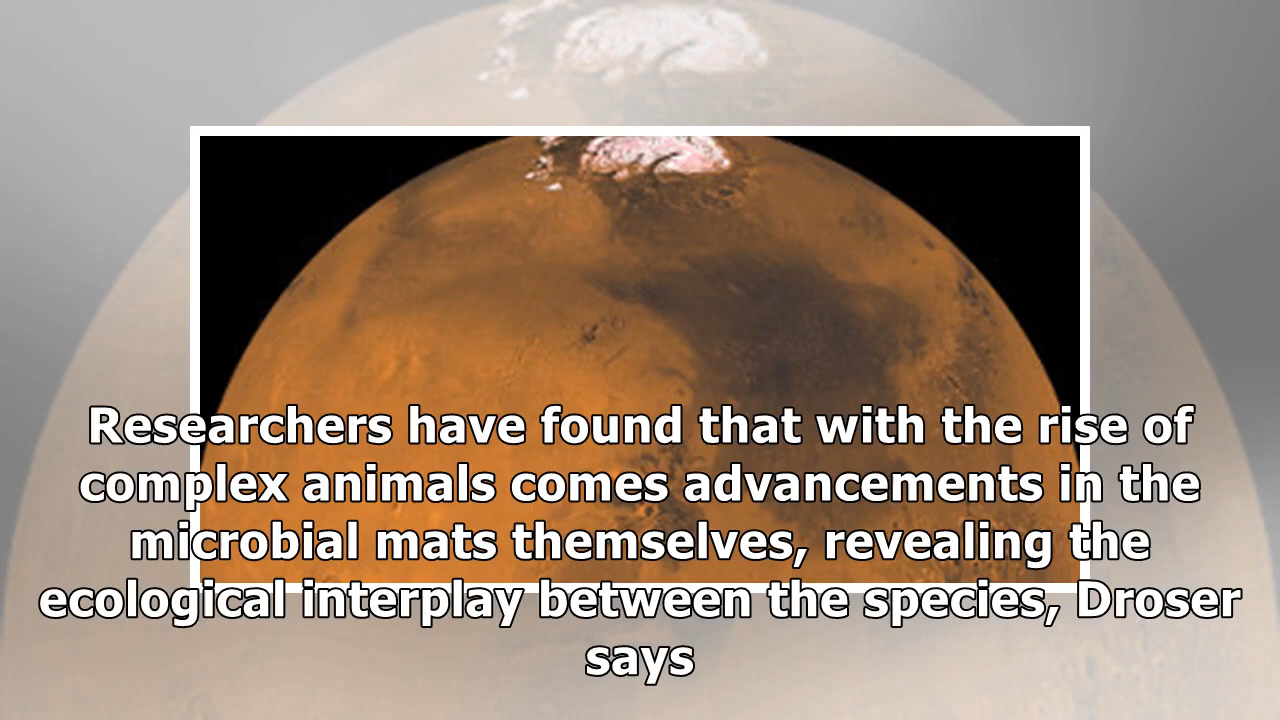 Researchers have found that with the rise of
complex animals comes advancements in the
microbial mats themselves, revealing the
ecological interplay between the species, Droser
says